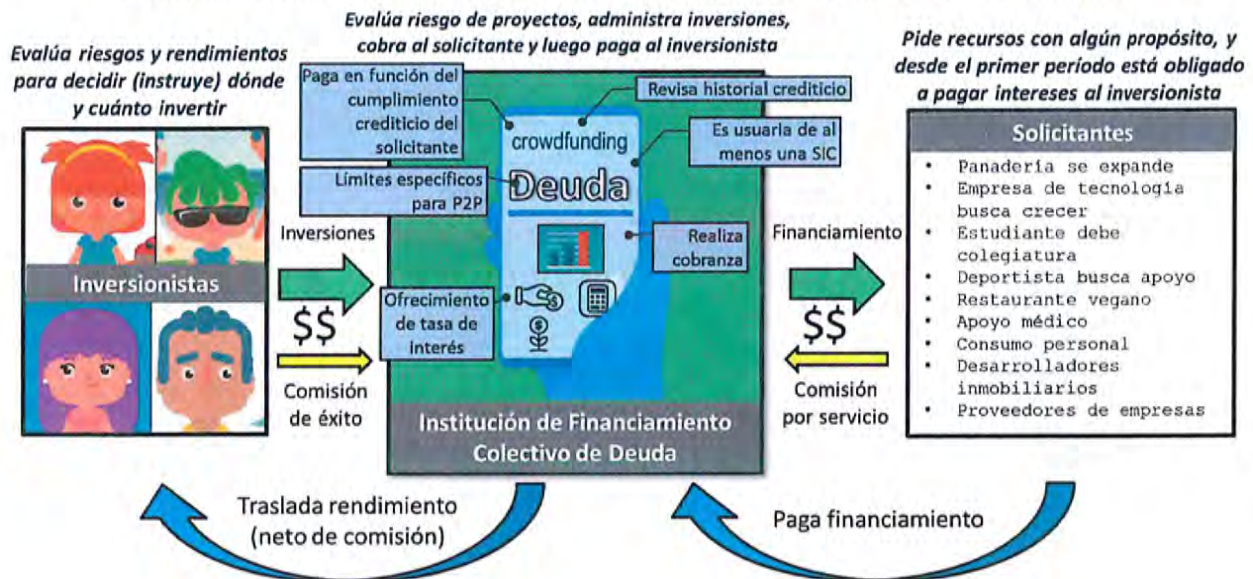 Evalúa riesgos y rendimientos
para decidir (instruye) dónde
y cuánto invertir
Inversionistas
Inversiones
$$
Comisión
de éxito
Evalúa riesgo de proyectos, administra inversiones,
cobra al solicitante y luego paga al inversionista
Paga en función del
cumplimiento
crediticio del
solicitante
Revisa historial crediticio
crowdfunding
Es usuaria de al
menos una SIC
Deuda
Límites específicos
para P2P
Realiza
cobranza
Ofrecimiento
de tasa de
interés
Institución de Financiamiento
Colectivo de Deuda
Financiamiento
$$
Comisión
por servicio
Pide recursos con algún propósito, y
desde el primer período está obligado
a pagar intereses al inversionista
Solicitantes
• Panadería se expande
• Empresa de tecnología
busca crecer
• Estudiante debe
colegiatura
• Deportista busca apoyo
• Restaurante vegano
• Apoyo médico
• Consumo personal
• Desarrolladores
inmobiliarios
• Proveedores de empresas
Traslada rendimiento
(neto de comisión)
Paga financiamiento